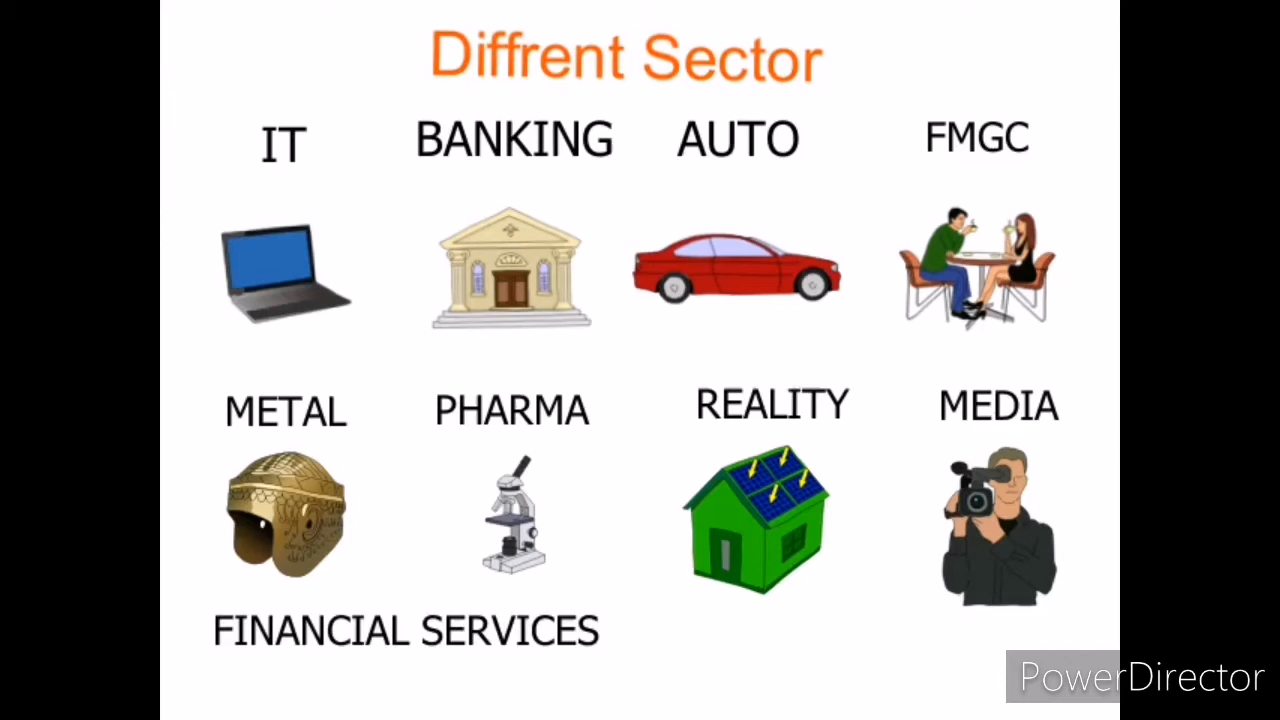 Diffrent Sector
IT BANKING AUTO FMGC
METAL PHARMA REALITY MEDIA
FINANCIAL SERVICES
PowerDirector